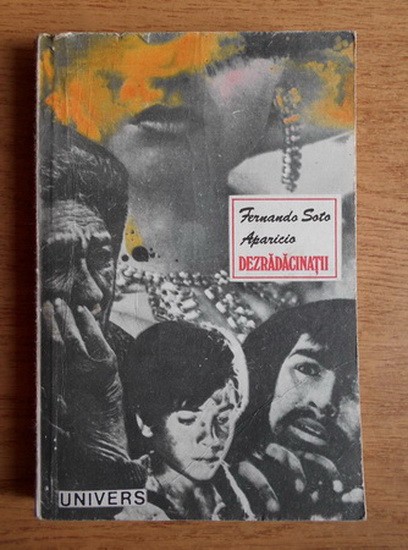 Fernando Soto
Aparicio
DEZRĂDĂCINAȚII
UNIVERS